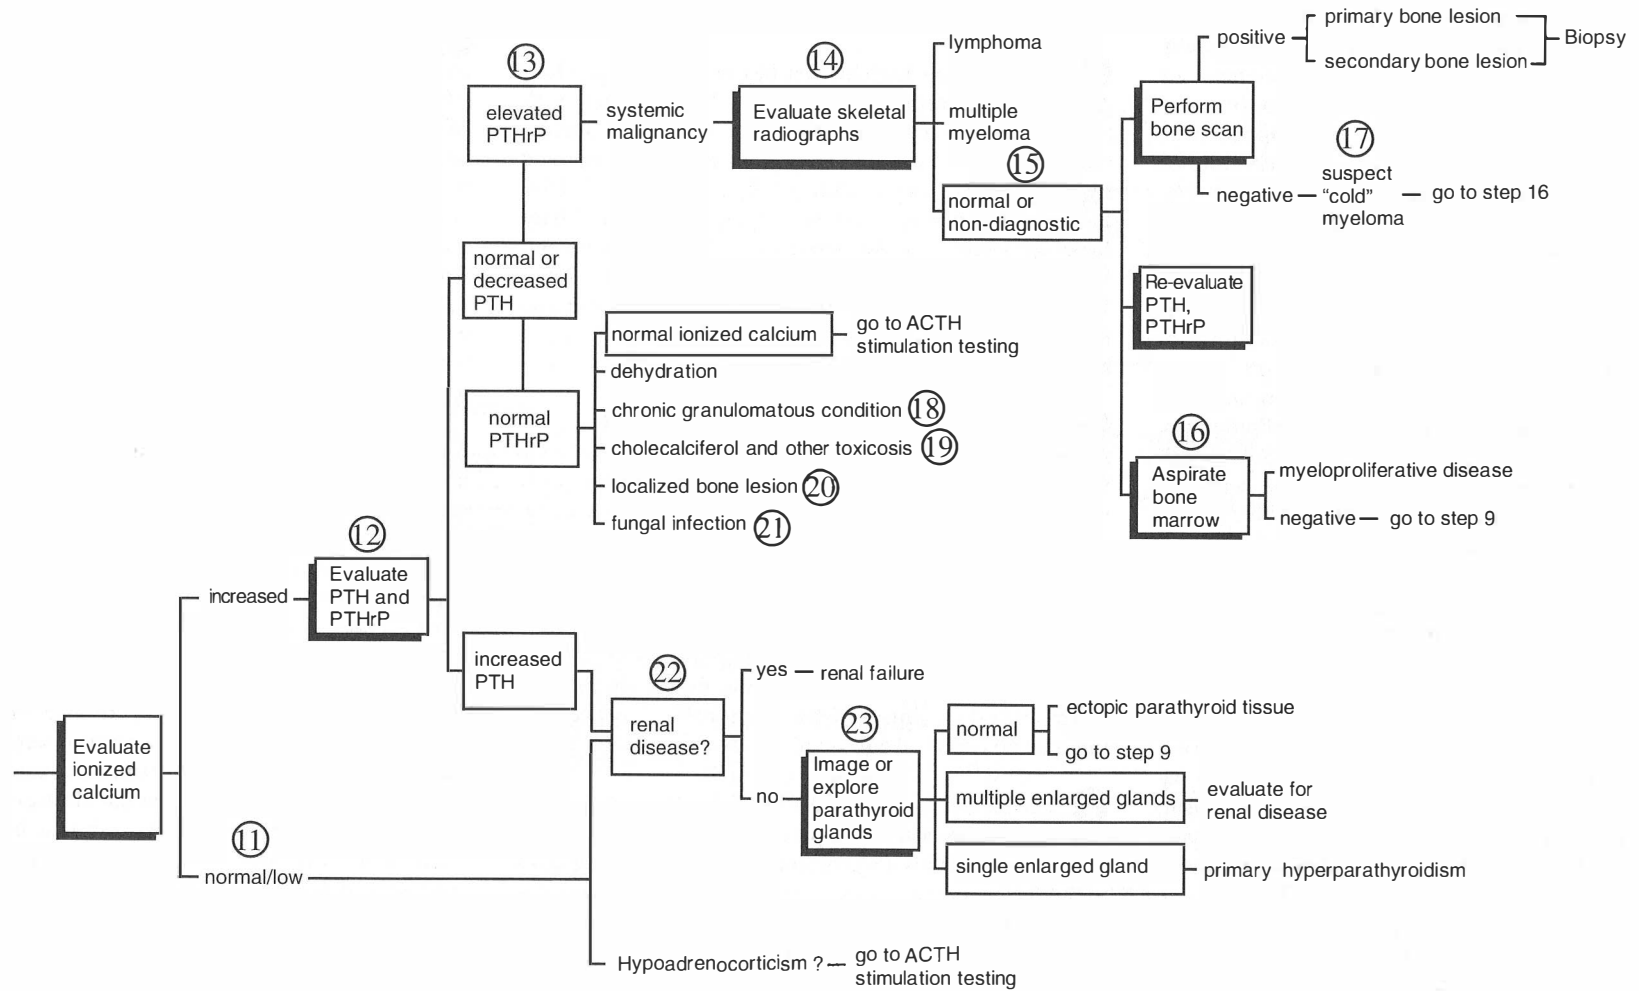 13
elevated
PTHrP
systemic
malignancy
14
Evaluate skeletal
radiographs
lymphoma
multiple
myeloma
15
normal or
non-diagnostic
Perform
bone scan
positive
primary bone lesion
secondary bone lesion
Biopsy
negative
17
suspect
“cold”
myeloma
go to step 16
Re-evaluate
PTH,
PTHrP
16
Aspirate
bone
marrow
myeloproliferative disease
negative
go to step 9
normal or
decreased
PTH
normal
PTHrP
normal ionized calcium
go to ACTH
stimulation testing
dehydration
chronic granulomatous condition 18
cholecalciferol and other toxicosis 19
localized bone lesion 20
fungal infection 21
12
Evaluate
PTH and
PTHrP
increased
increased
PTH
22
renal
disease?
yes
renal failure
no
23
Image or
explore
parathyroid
glands
normal
ectopic parathyroid tissue
go to step 9
multiple enlarged glands
evaluate for
renal disease
single enlarged gland
primary hyperparathyroidism
Evaluate
ionized
calcium
11
normal/low
Hypoadrenocorticism ?
go to ACTH
stimulation testing